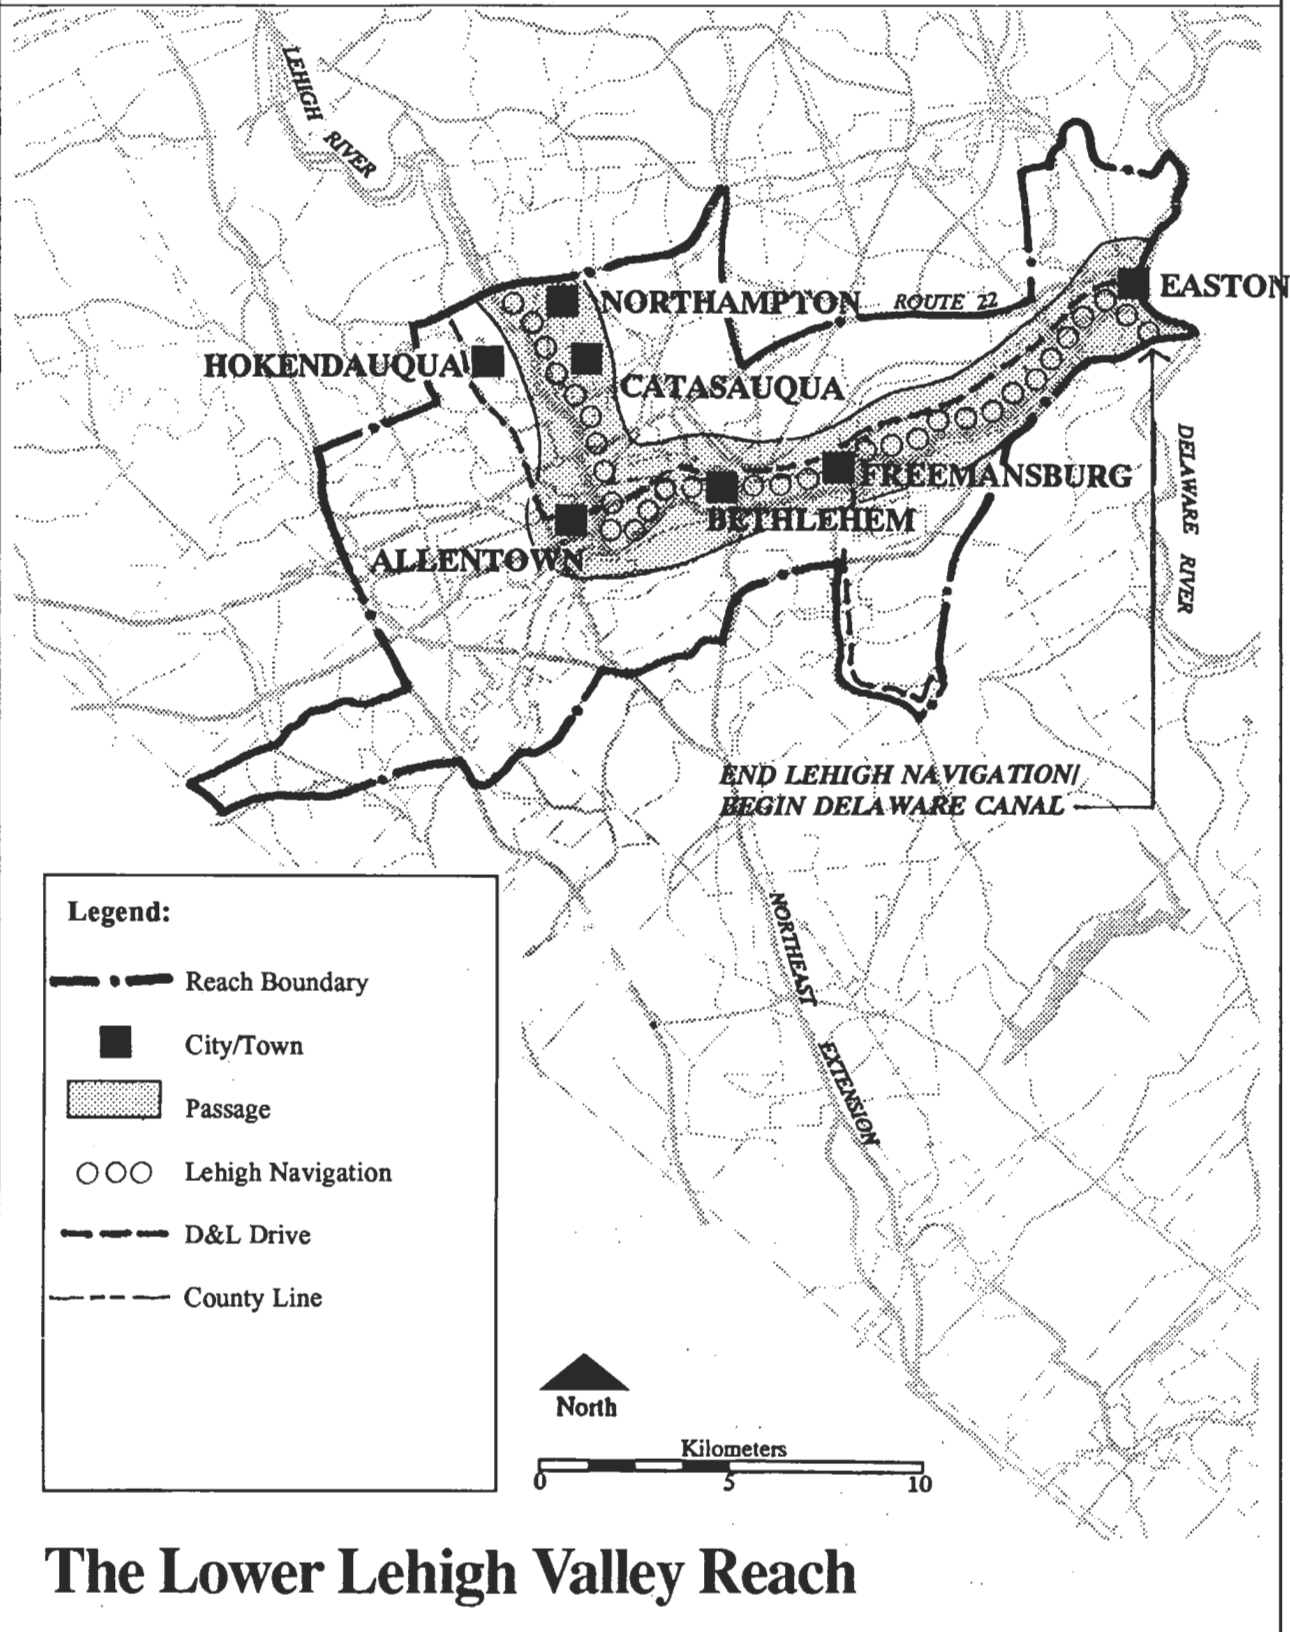 LEHIGH RIVER
NORTHAMPTON
ROUTE 22
EASTON
HOKENDAUQUA
CATASAUQUA
FREEMANSBURG
BETHLEHEM
ALLENTOWN
DELAWARE RIVER
END LEHIGH NAVIGATION/
BEGIN DELAWARE CANAL
NORTHEAST EXTENSION
Legend:
Reach Boundary
City/Town
Passage
Lehigh Navigation
D&L Drive
County Line
North
Kilometers
0 5 10
The Lower Lehigh Valley Reach